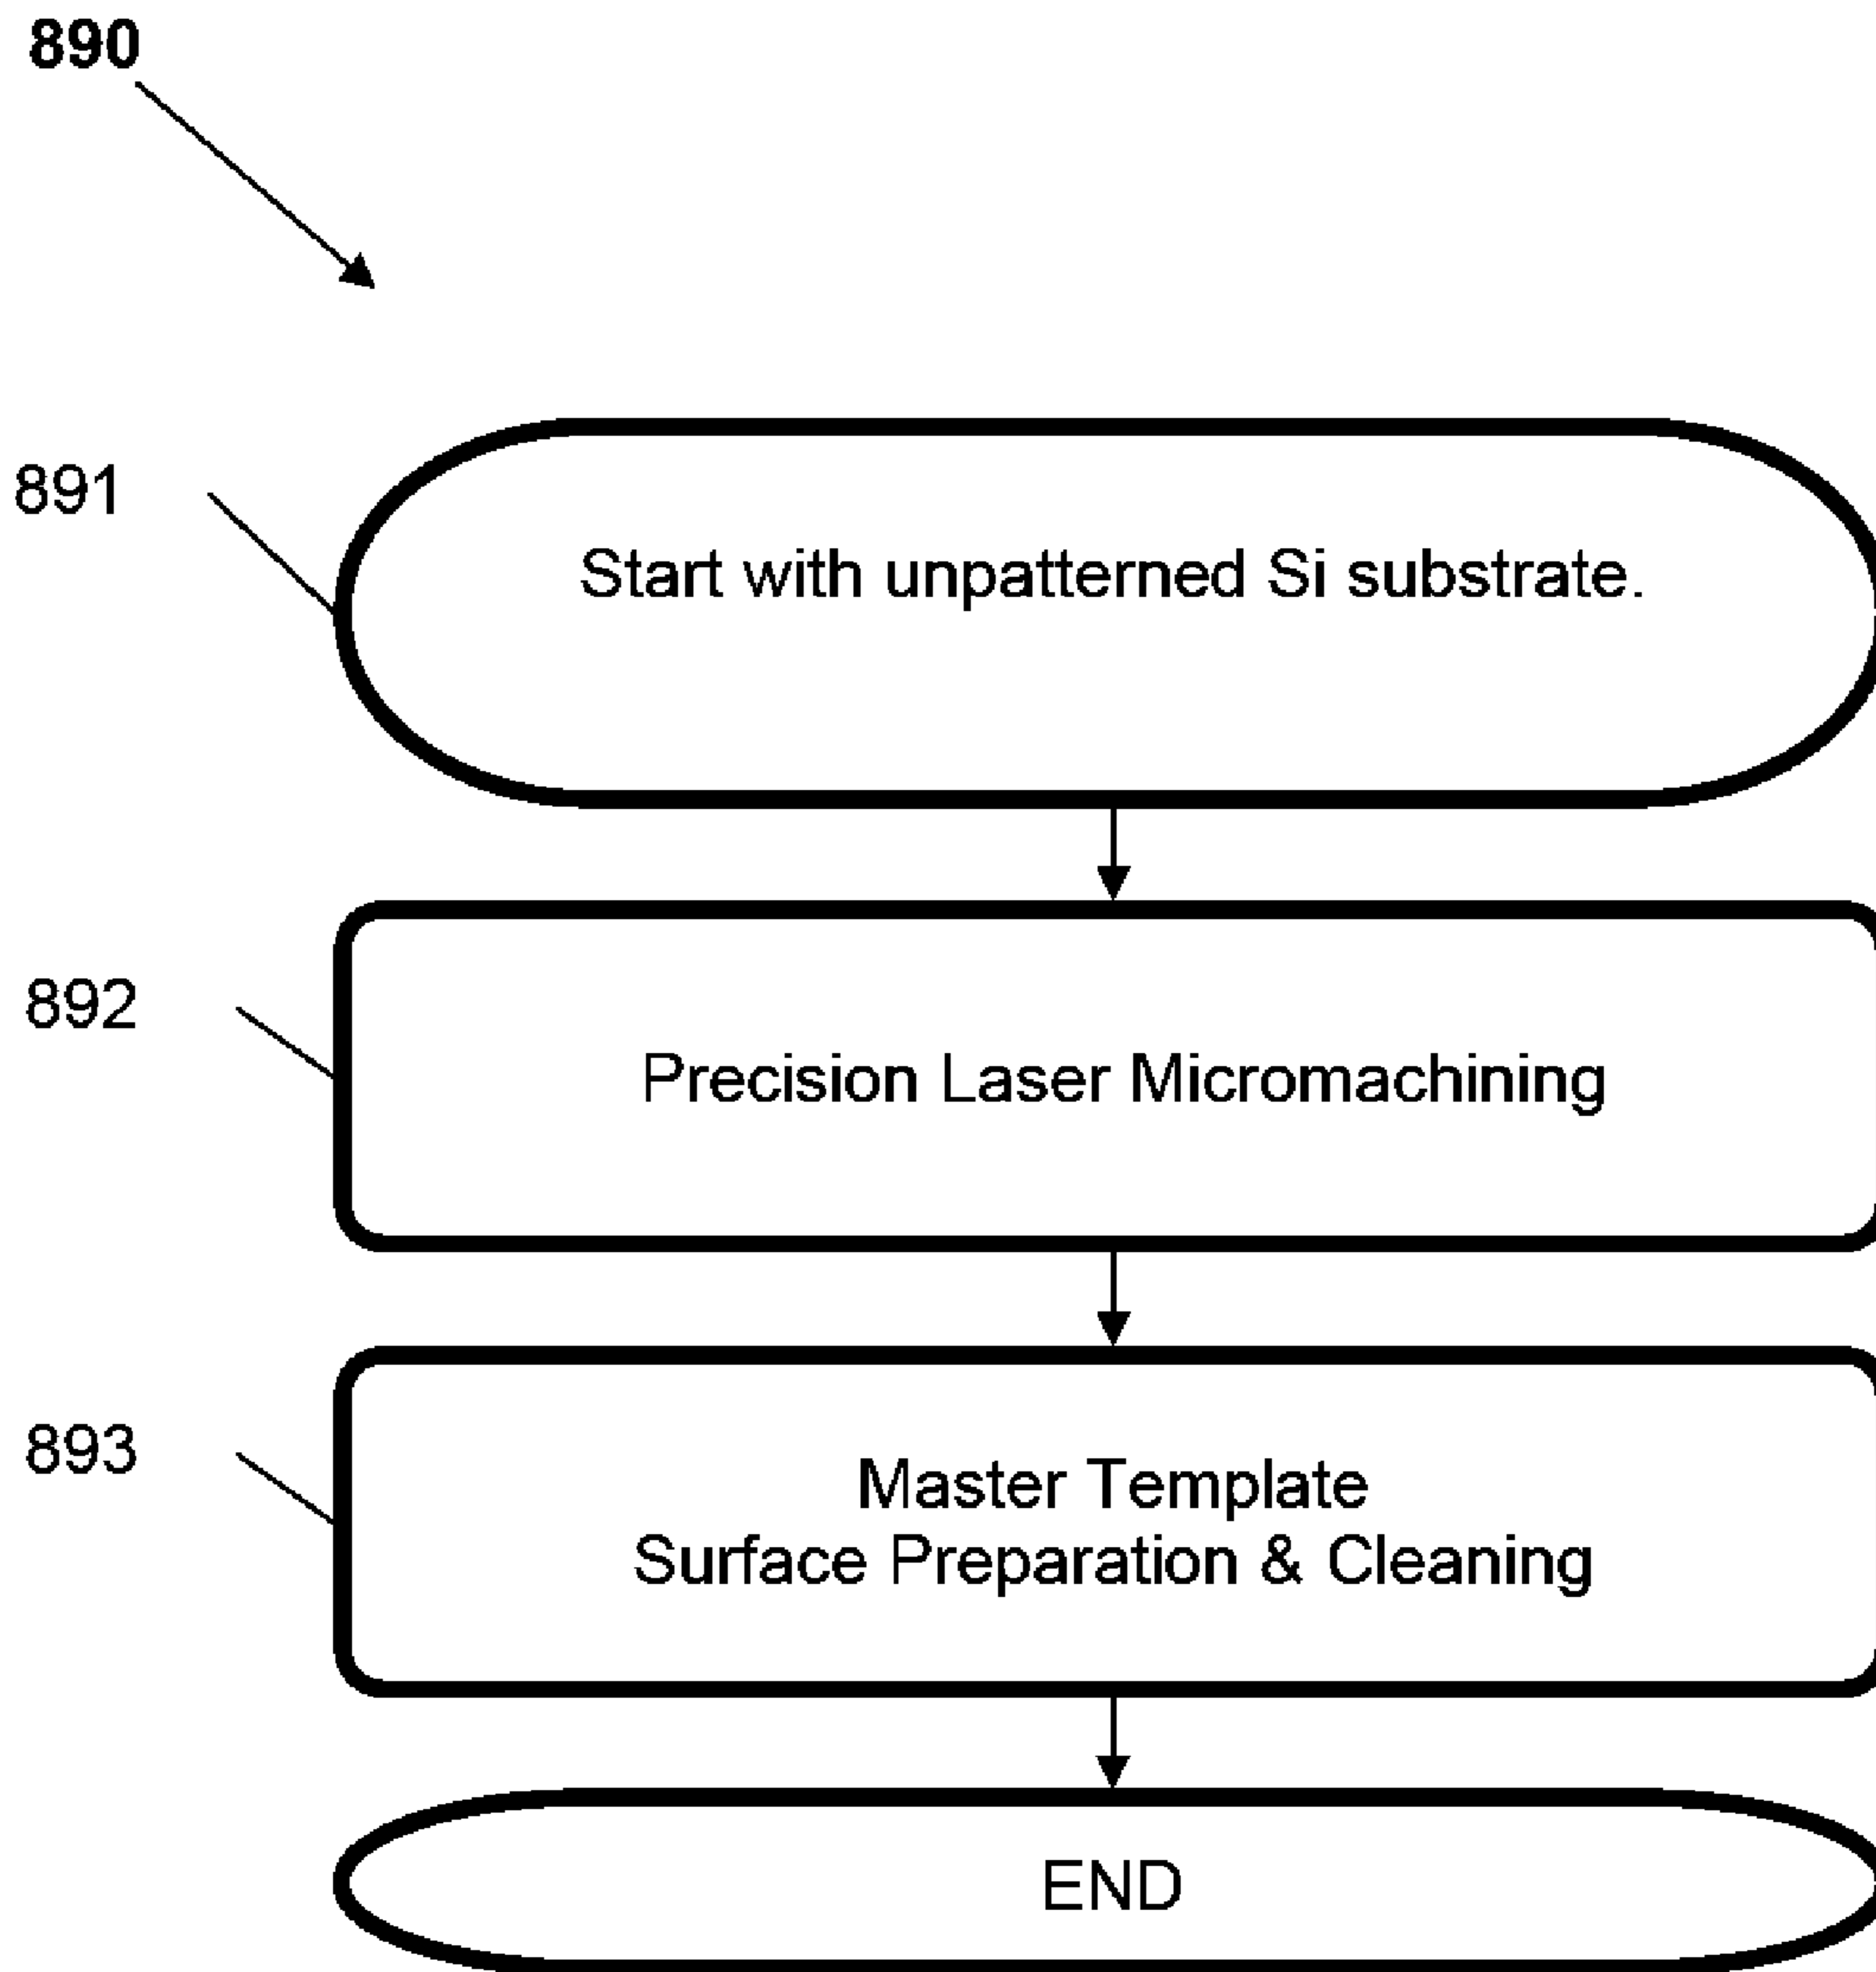 890
891
Start with unpatterned Si substrate.
892
Precision Laser Micromachining
893
Master Template
Surface Preparation & Cleaning
END